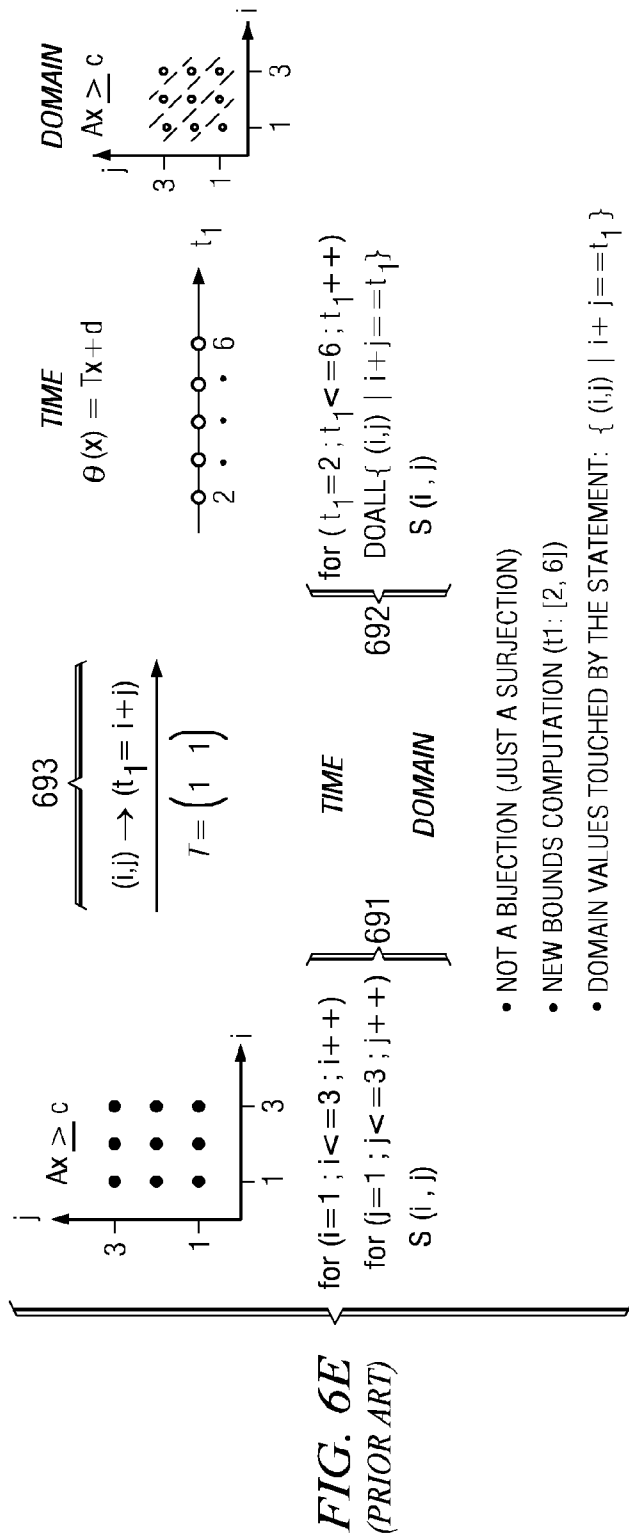 FIG. 6E
(PRIOR ART)
Ax ≥ c
j
3
1
1
3
i
693
(i,j) → (t₁= i+j)
T = (1 1)
TIME
θ(x) = Tx+d
2 • • • 6
t₁
DOMAIN
Ax ≥ c
j
3
1
1
3
i
for (i=1 ; i<=3 ; i++)
for (j=1 ; j<=3 ; j++)
S (i , j)
691
TIME
DOMAIN
692
for (t₁=2 ; t₁<=6 ; t₁++)
DOALL{ (i,j) | i+j==t₁}
S (i , j)
• NOT A BIJECTION (JUST A SURJECTION)
• NEW BOUNDS COMPUTATION (t1: [2, 6])
• DOMAIN VALUES TOUCHED BY THE STATEMENT: { (i,j) | i+ j==t₁ }